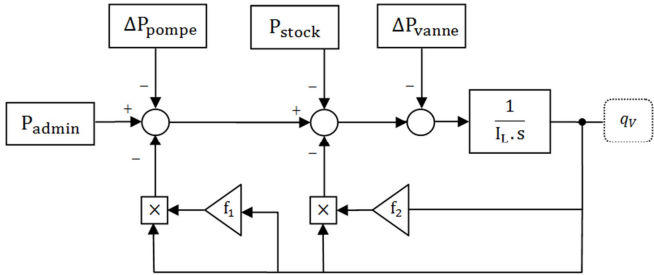 ΔP_pompe
P_stock
ΔP_vanne
− − −
P_admin + + 1 / I_L . s q_V
− −
× f_1 × f_2